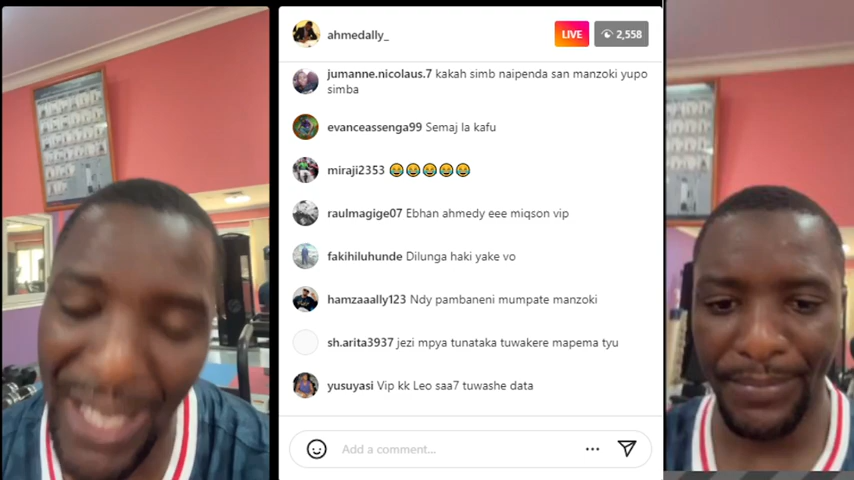 ahmedally_
LIVE
2,558
jumanne.nicolaus.7 kakah simb naipenda san manzoki yupo
simba
evanceassenga99 Semaj la kafu
miraji2353 😂😂😂😂😂
raulmagige07 Ebhan ahmedy eee miqson vip
fakihiluhunde Dilunga haki yake vo
hamzaaally123 Ndy pambaneni mumpate manzoki
sh.arita3937 jezi mpya tunataka tuwakere mapema tyu
yusuyasi Vip kk Leo saa7 tuwashe data
Add a comment...